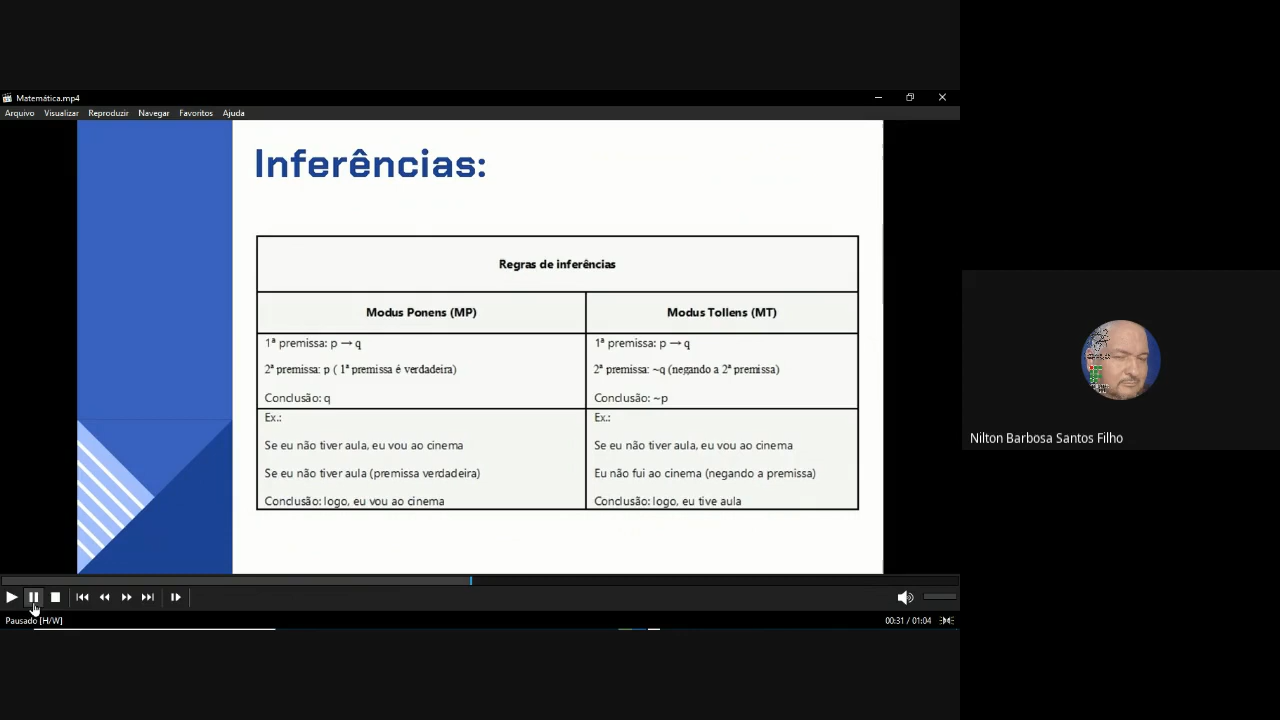 Matemática.mp4
Arquivo Visualizar Reproduzir Navegar Favoritos Ajuda
Inferências:
Regras de inferências
Modus Ponens (MP)
Modus Tollens (MT)
1ª premissa: p → q
2ª premissa: p ( 1ª premissa é verdadeira)
Conclusão: q
1ª premissa: p → q
2ª premissa: ~q (negando a 2ª premissa)
Conclusão: ~p
Ex.:
Se eu não tiver aula, eu vou ao cinema
Se eu não tiver aula (premissa verdadeira)
Conclusão: logo, eu vou ao cinema
Ex.:
Se eu não tiver aula, eu vou ao cinema
Eu não fui ao cinema (negando a premissa)
Conclusão: logo, eu tive aula
Nilton Barbosa Santos Filho
Pausado [H/W]
00:31 / 01:04